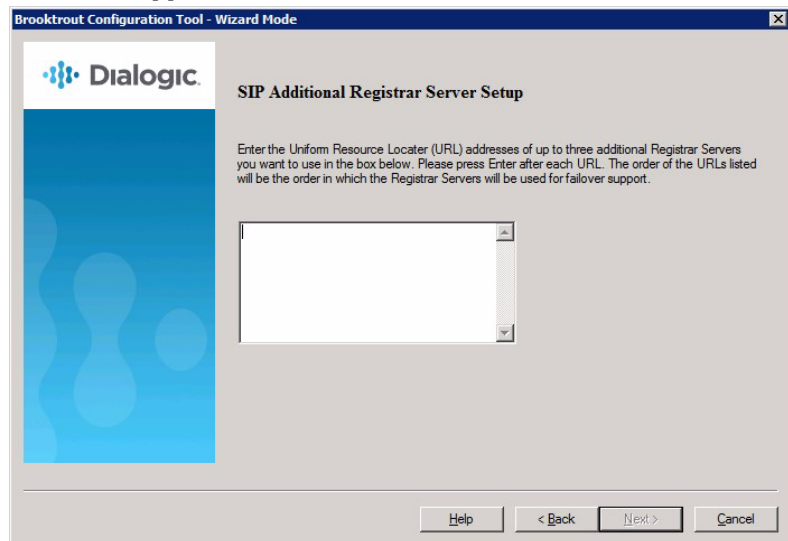 Brooktrout Configuration Tool - Wizard Mode
Dialogic.
SIP Additional Registrar Server Setup
Enter the Uniform Resource Locater (URL) addresses of up to three additional Registrar Servers
you want to use in the box below. Please press Enter after each URL. The order of the URLs listed
will be the order in which the Registrar Servers will be used for failover support.
Help
< Back
Next >
Cancel